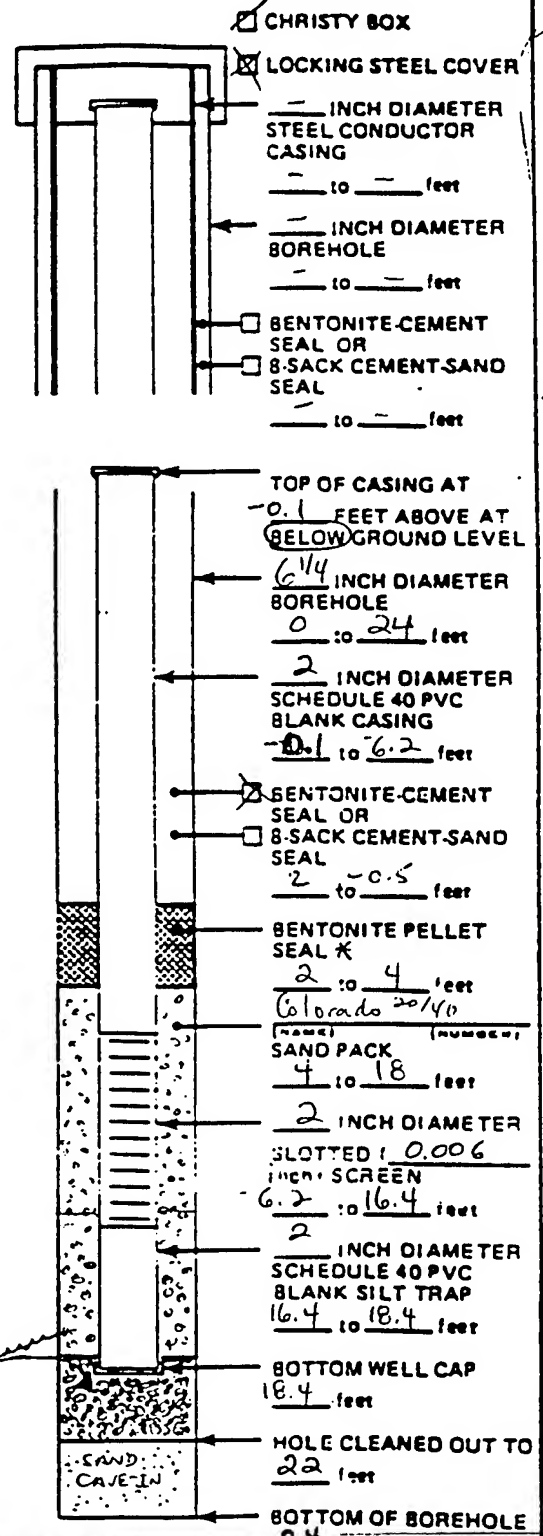 CHRISTY BOX
LOCKING STEEL COVER
- INCH DIAMETER
STEEL CONDUCTOR
CASING
- to - feet
- INCH DIAMETER
BOREHOLE
- to - feet
BENTONITE-CEMENT
SEAL OR
8-SACK CEMENT-SAND
SEAL
- to - feet
TOP OF CASING AT
-0.1 FEET ABOVE AT
BELOW GROUND LEVEL
6 1/4 INCH DIAMETER
BOREHOLE
0 to 24 feet
2 INCH DIAMETER
SCHEDULE 40 PVC
BLANK CASING
-0.1 to 6.2 feet
BENTONITE-CEMENT
SEAL OR
8-SACK CEMENT-SAND
SEAL
2 to -0.5 feet
BENTONITE PELLET
SEAL *
2 to 4 feet
Colorado 20/40
(NAME) (NUMBER)
SAND PACK
4 to 18 feet
2 INCH DIAMETER
SLOTTED ( 0.006
inch) SCREEN
6.2 to 16.4 feet
2 INCH DIAMETER
SCHEDULE 40 PVC
BLANK SILT TRAP
16.4 to 18.4 feet
BOTTOM WELL CAP
18.4 feet
HOLE CLEANED OUT TO
22 feet
SAND
CAVE-IN
BOTTOM OF BOREHOLE